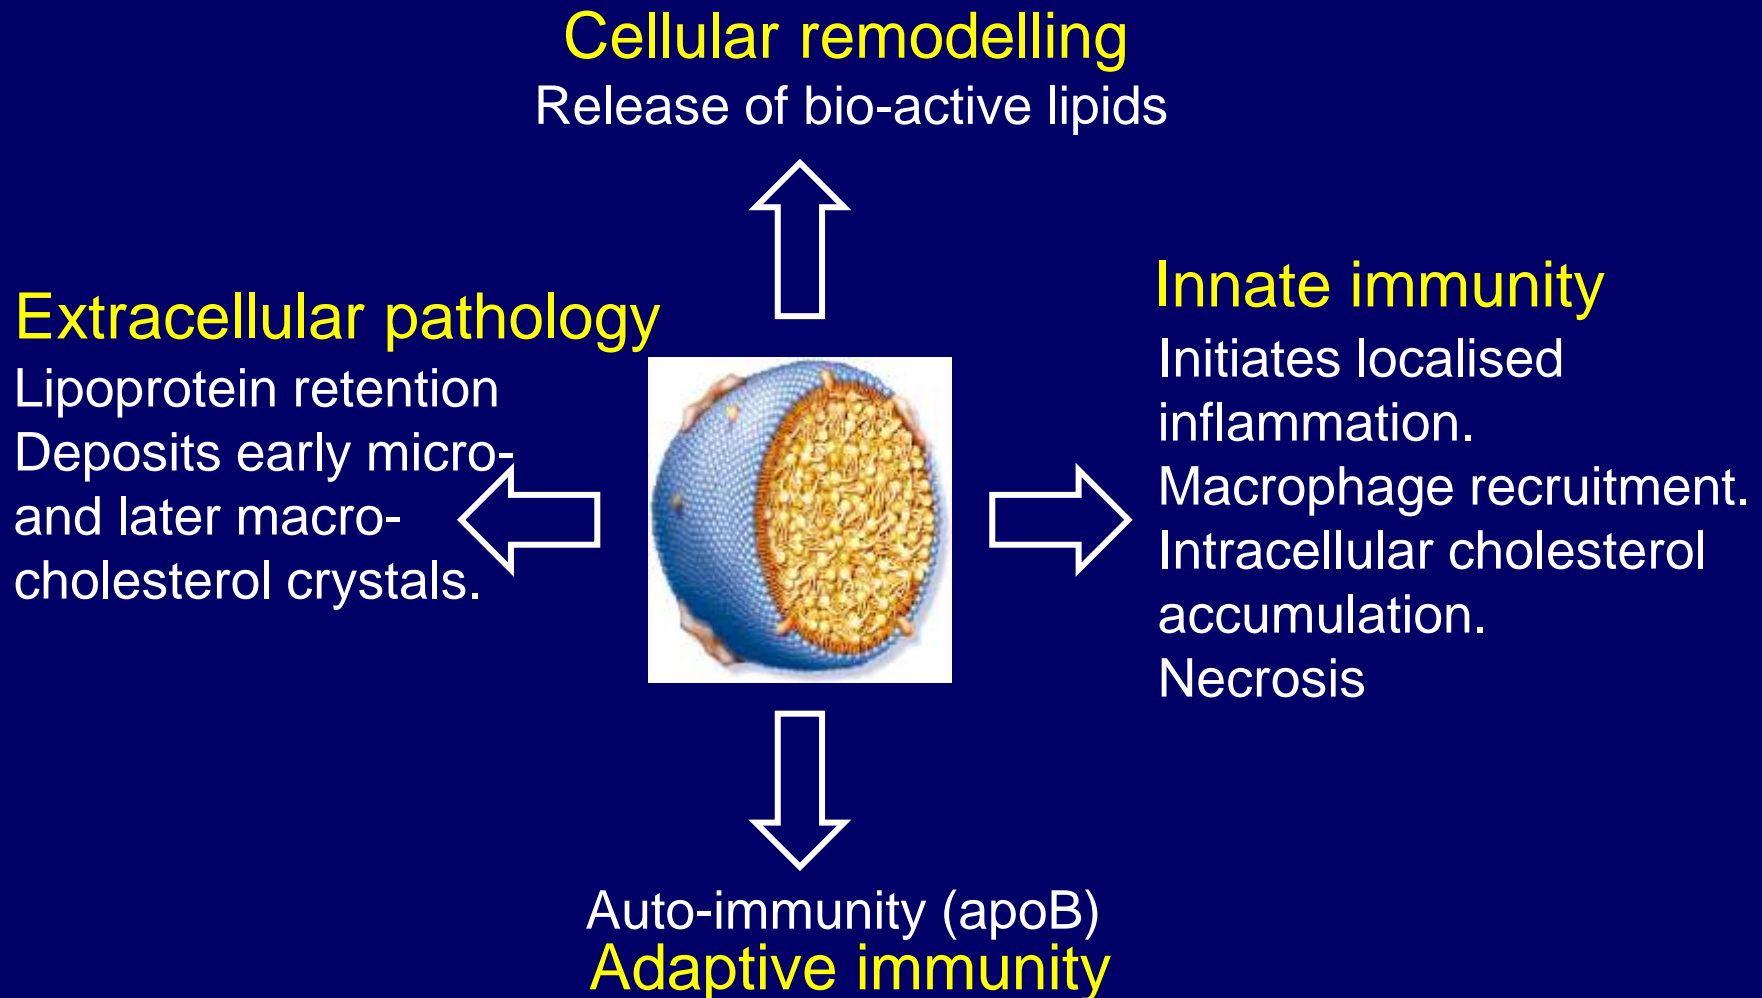 Cellular remodelling
Release of bio-active lipids
Extracellular pathology
Lipoprotein retention
Deposits early micro-
and later macro-
cholesterol crystals.
Innate immunity
Initiates localised
inflammation.
Macrophage recruitment.
Intracellular cholesterol
accumulation.
Necrosis
Auto-immunity (apoB)
Adaptive immunity